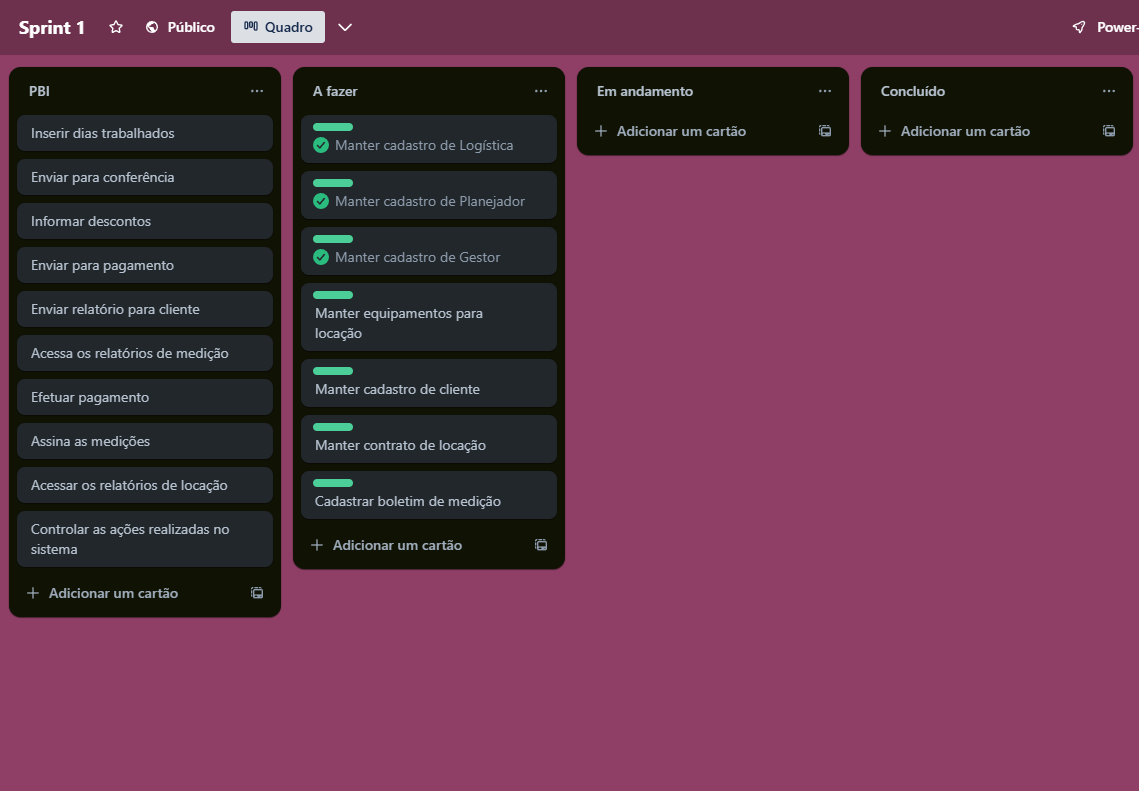 Sprint 1
Público
Quadro
Power-
PBI
Inserir dias trabalhados
Enviar para conferência
Informar descontos
Enviar para pagamento
Enviar relatório para cliente
Acessa os relatórios de medição
Efetuar pagamento
Assina as medições
Acessar os relatórios de locação
Controlar as ações realizadas no
sistema
Adicionar um cartão
A fazer
Manter cadastro de Logística
Manter cadastro de Planejador
Manter cadastro de Gestor
Manter equipamentos para
locação
Manter cadastro de cliente
Manter contrato de locação
Cadastrar boletim de medição
Adicionar um cartão
Em andamento
Adicionar um cartão
Concluído
Adicionar um cartão